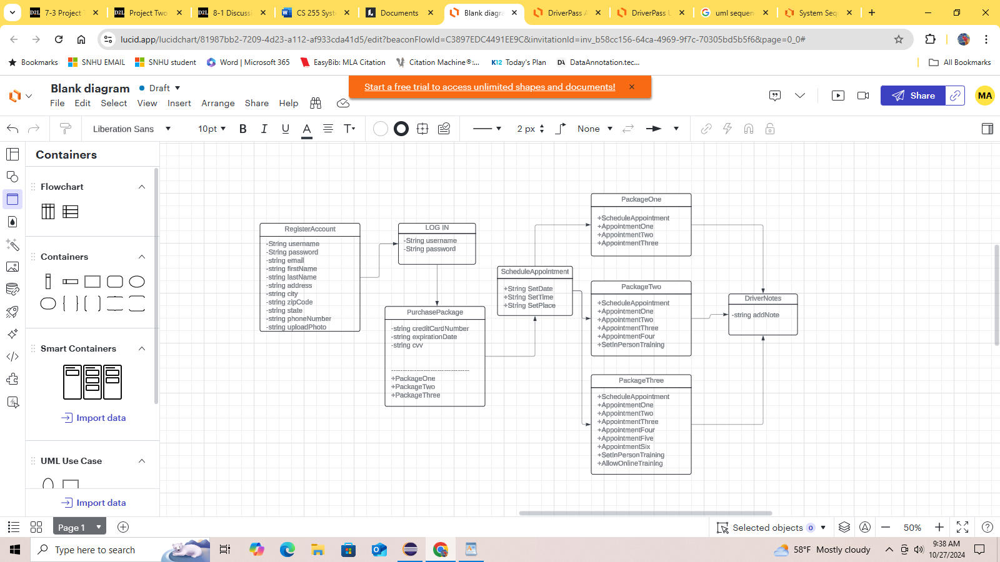 7-3 Project T
Project Two
8-1 Discussi
CS 255 Syst
Documents
Blank diagra
DriverPass A
DriverPass U
uml sequen
System Seq
lucid.app/lucidchart/81987bb2-7209-4d23-a112-af933cda41d5/edit?beaconFlowId=C3897EDC4491EE9C&invitationId=inv_b58cc156-64ca-4969-9f7c-70305bd5b5f6&page=0_0#
Bookmarks
SNHU EMAIL
SNHU student
Word | Microsoft 365
EasyBib: MLA Citation
Citation Machine®:...
K12 Today's Plan
DA DataAnnotation.tec...
All Bookmarks
Blank diagram
Draft
Start a free trial to access unlimited shapes and documents!
File Edit Select View Insert Arrange Share Help
Share
MA
Liberation Sans
10pt
B I U A T
2 px
None
Containers
Flowchart
Containers
Smart Containers
Import data
UML Use Case
Import data
RegisterAccount
-String username
-String password
-string email
-string firstName
-string lastName
-string address
-string city
-string zipCode
-string state
-string phoneNumber
-string uploadPhoto
LOG IN
-String username
-String password
PurchasePackage
-string creditCardNumber
-string expirationDate
-string cvv
-----------------------------------
+PackageOne
+PackageTwo
+PackageThree
ScheduleAppointment
+String SetDate
+String SetTime
+String SetPlace
PackageOne
+ScheduleAppointment
+AppointmentOne
+AppointmentTwo
+AppointmentThree
PackageTwo
+ScheduleAppointment
+AppointmentOne
+AppointmentTwo
+AppointmentThree
+AppointmentFour
+SetInPersonTraining
PackageThree
+ScheduleAppointment
+AppointmentOne
+AppointmentTwo
+AppointmentThree
+AppointmentFour
+AppointmentFive
+AppointmentSix
+SetInPersonTraining
+AllowOnlineTraining
DriverNotes
-string addNote
Page 1
Selected objects 0
50%
Type here to search
58°F Mostly cloudy
9:38 AM
10/27/2024